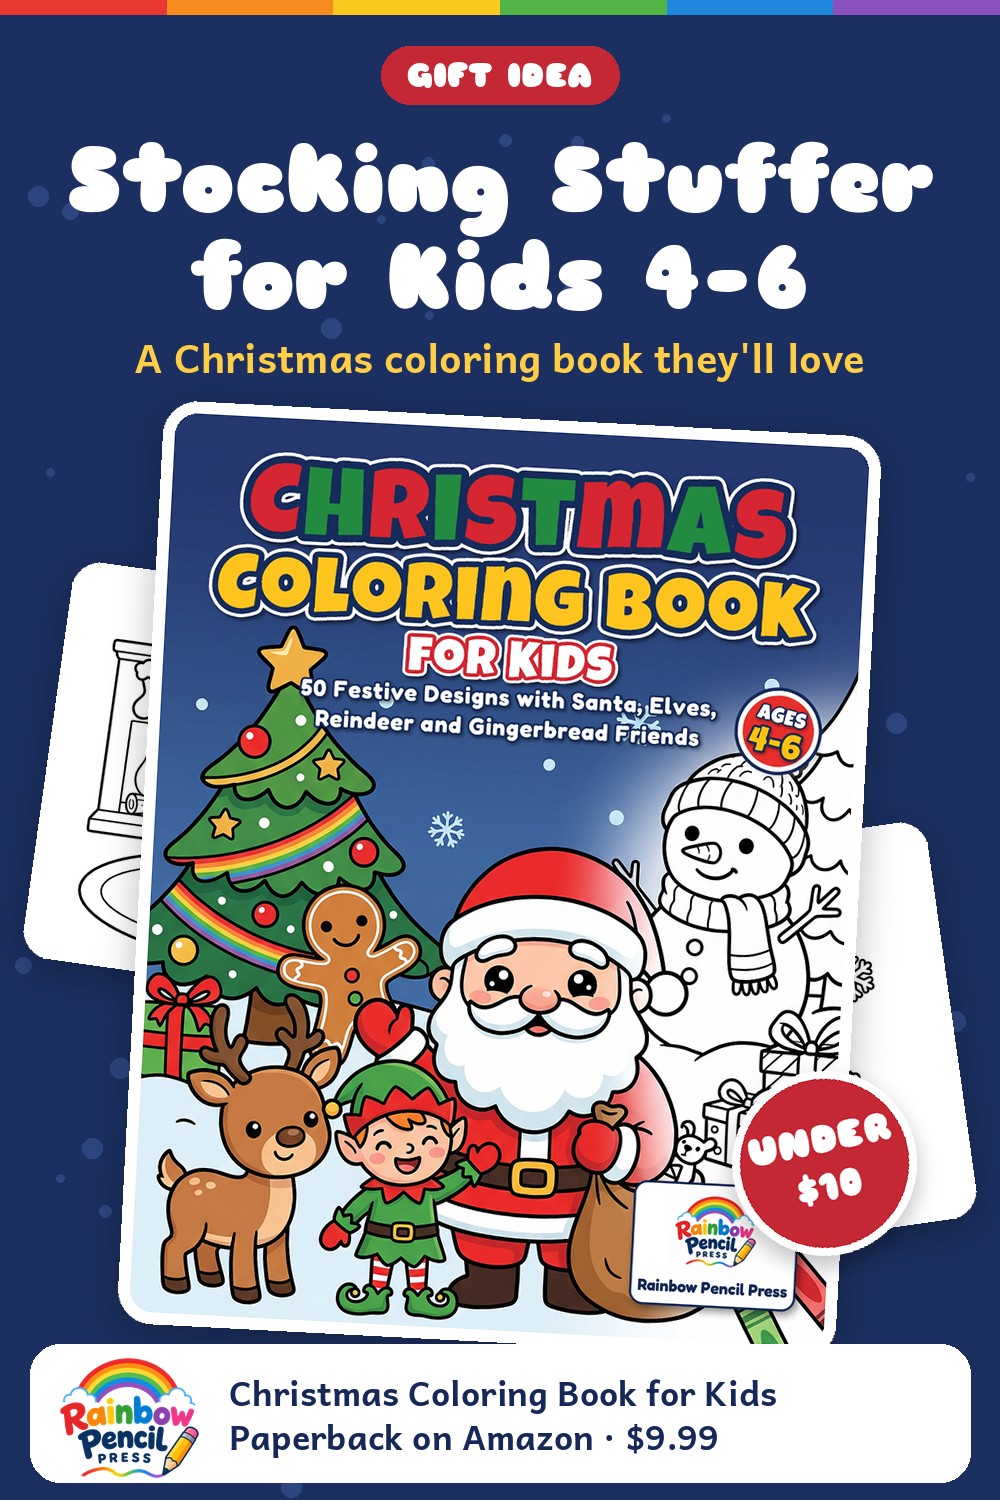 GIFT IDEA
Stocking Stuffer
for Kids 4-6
A Christmas coloring book they'll love
CHRISTMAS
COLORING BOOK
FOR KIDS
50 Festive Designs with Santa, Elves,
Reindeer and Gingerbread Friends
AGES
4-6
UNDER
$10
Rainbow
Pencil
PRESS
Rainbow Pencil Press
Rainbow
Pencil
PRESS
Christmas Coloring Book for Kids
Paperback on Amazon · $9.99